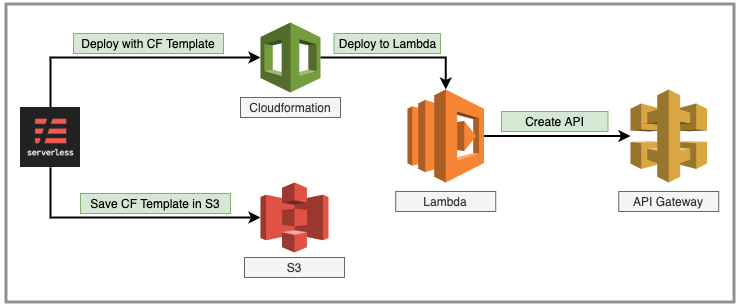 Deploy with CF Template
Deploy to Lambda
Cloudformation
serverless
Create API
Lambda
API Gateway
Save CF Template in S3
S3